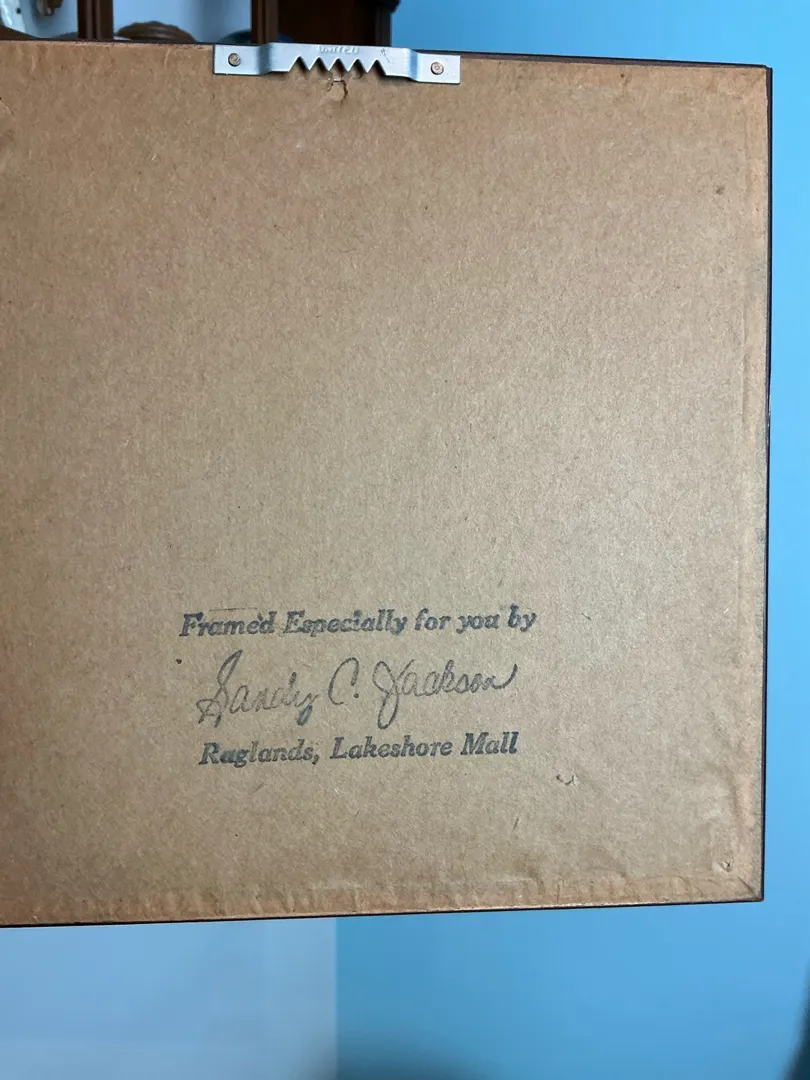 Framed Especially for you by
Sandy C. Jackson
Raglands, Lakeshore Mall